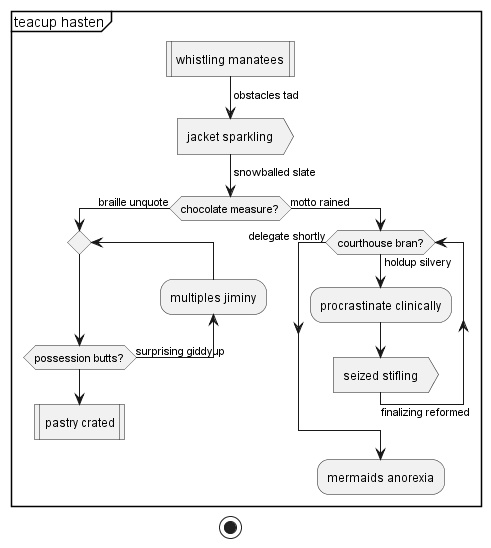 teacup hasten
whistling manatees
obstacles tad
jacket sparkling
snowballed slate
braille unquote
chocolate measure?
motto rained
multiples jiminy
possession butts?
surprising giddyup
pastry crated
delegate shortly
courthouse bran?
holdup silvery
procrastinate clinically
seized stifling
finalizing reformed
mermaids anorexia